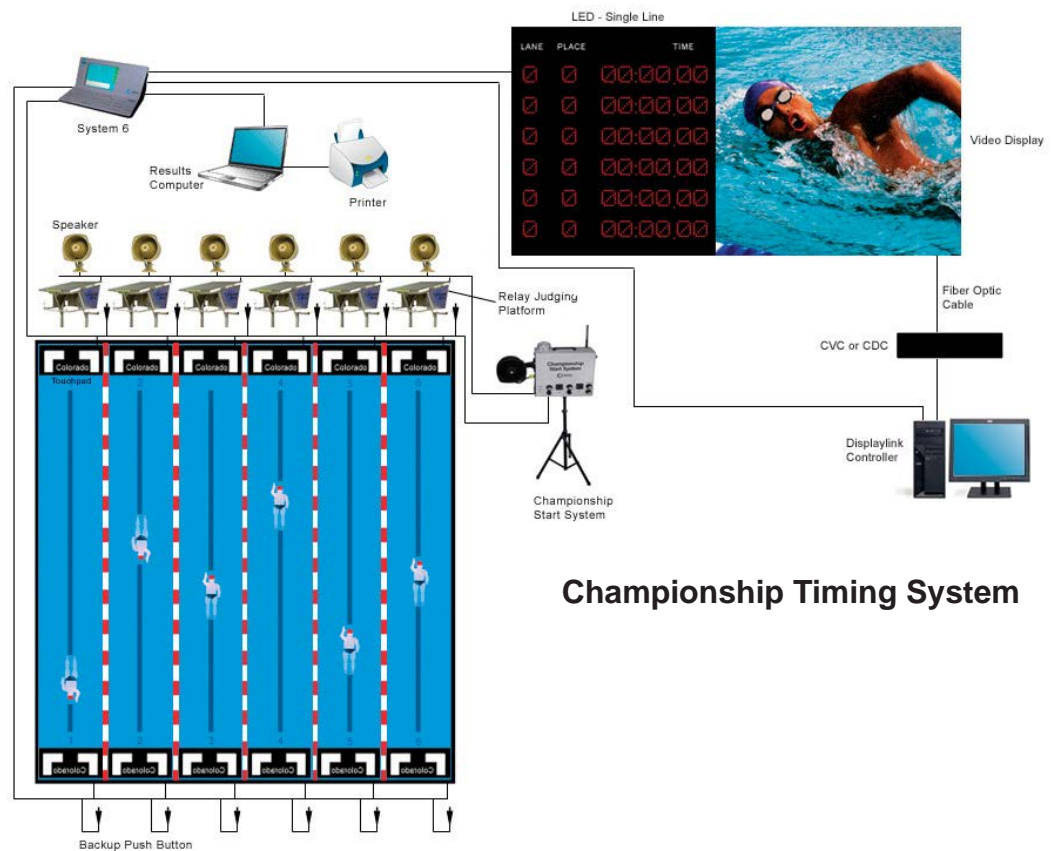 LED - Single Line
LANE PLACE TIME
0 0 00:00.00
0 0 00:00.00
0 0 00:00.00
0 0 00:00.00
0 0 00:00.00
0 0 00:00.00
System 6
Video Display
Results
Computer
Printer
Speaker
Relay Judging
Platform
Fiber Optic
Cable
CVC or CDC
Championship
Start System
Colorado Colorado Colorado Colorado Colorado Colorado
Touchpad 2 4 5 6
Displaylink
Controller
Championship
Start System
Championship Timing System
1 2 3 4 5 6
Colorado Colorado Colorado Colorado Colorado Colorado
Backup Push Button